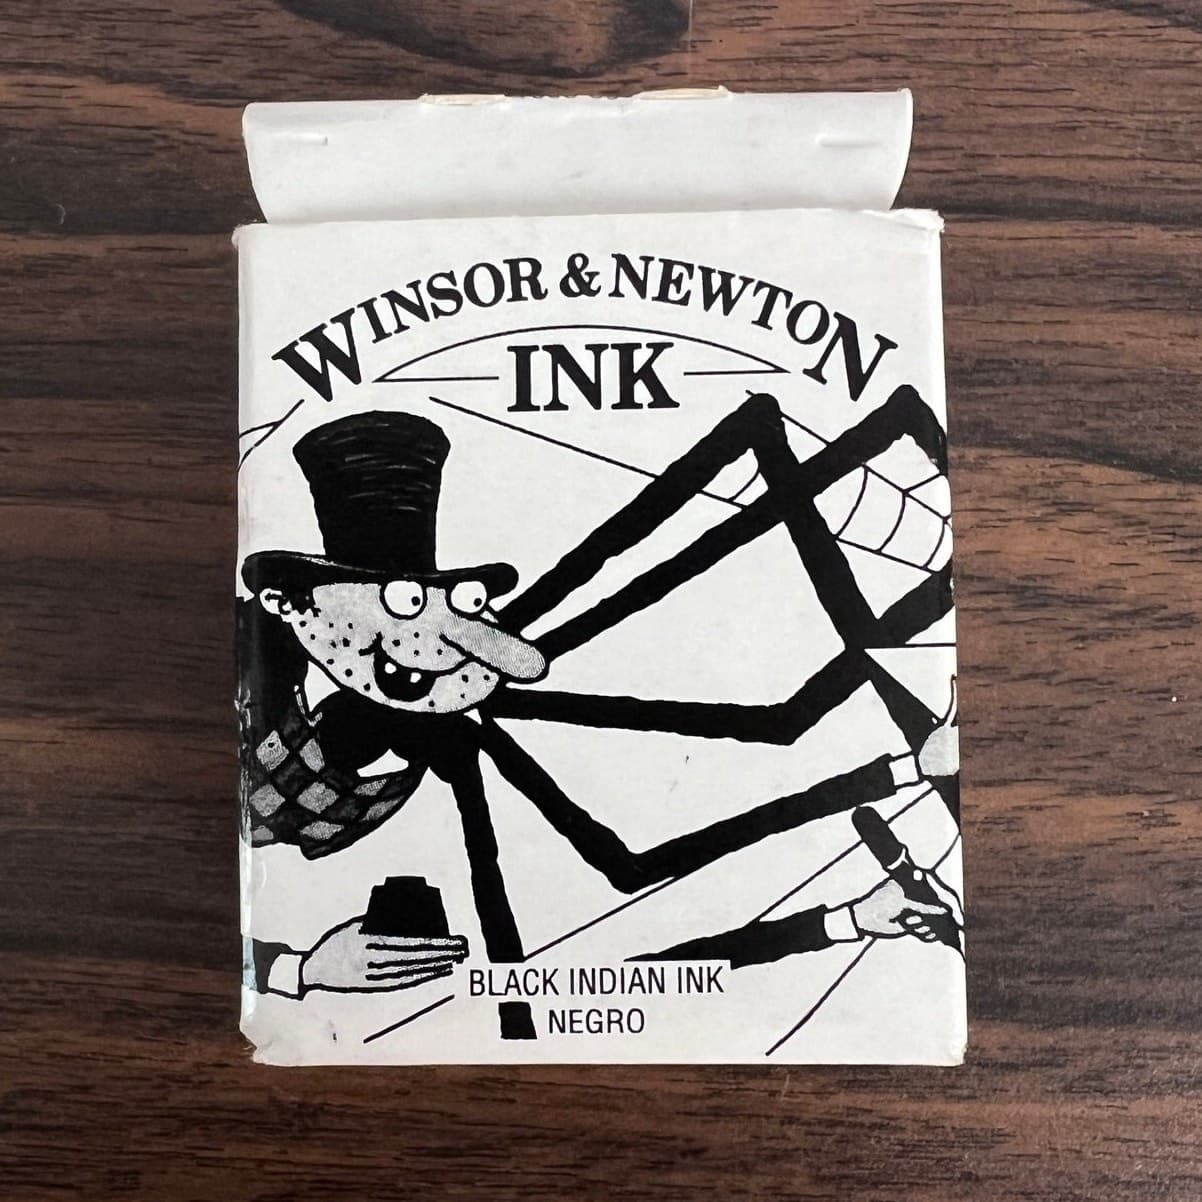 WINSOR & NEWTON
INK
BLACK INDIAN INK
NEGRO